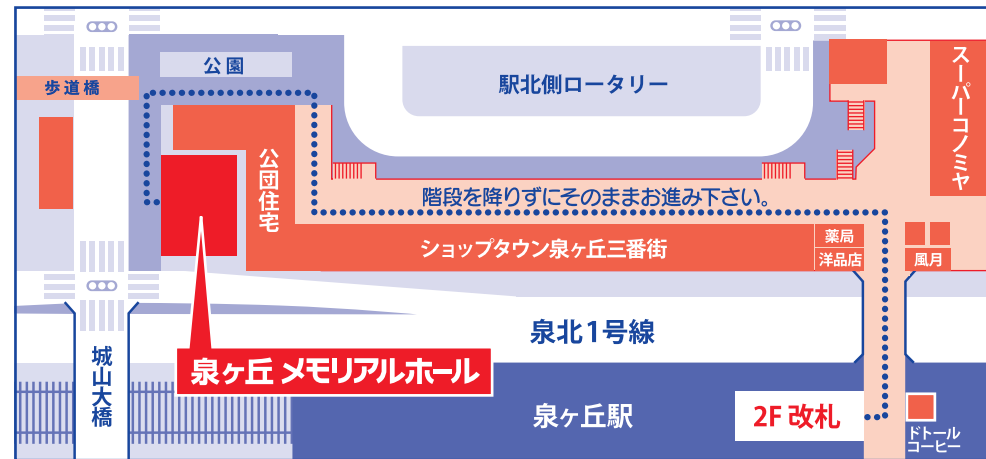 公園
歩道橋
駅北側ロータリー
スーパーコノミヤ
公団住宅
階段を降りずにそのままお進み下さい。
ショップタウン泉ヶ丘三番街
薬局
洋品店
風月
泉北1号線
城山大橋
泉ヶ丘 メモリアルホール
泉ヶ丘駅
2F 改札
ドトール
コーヒー